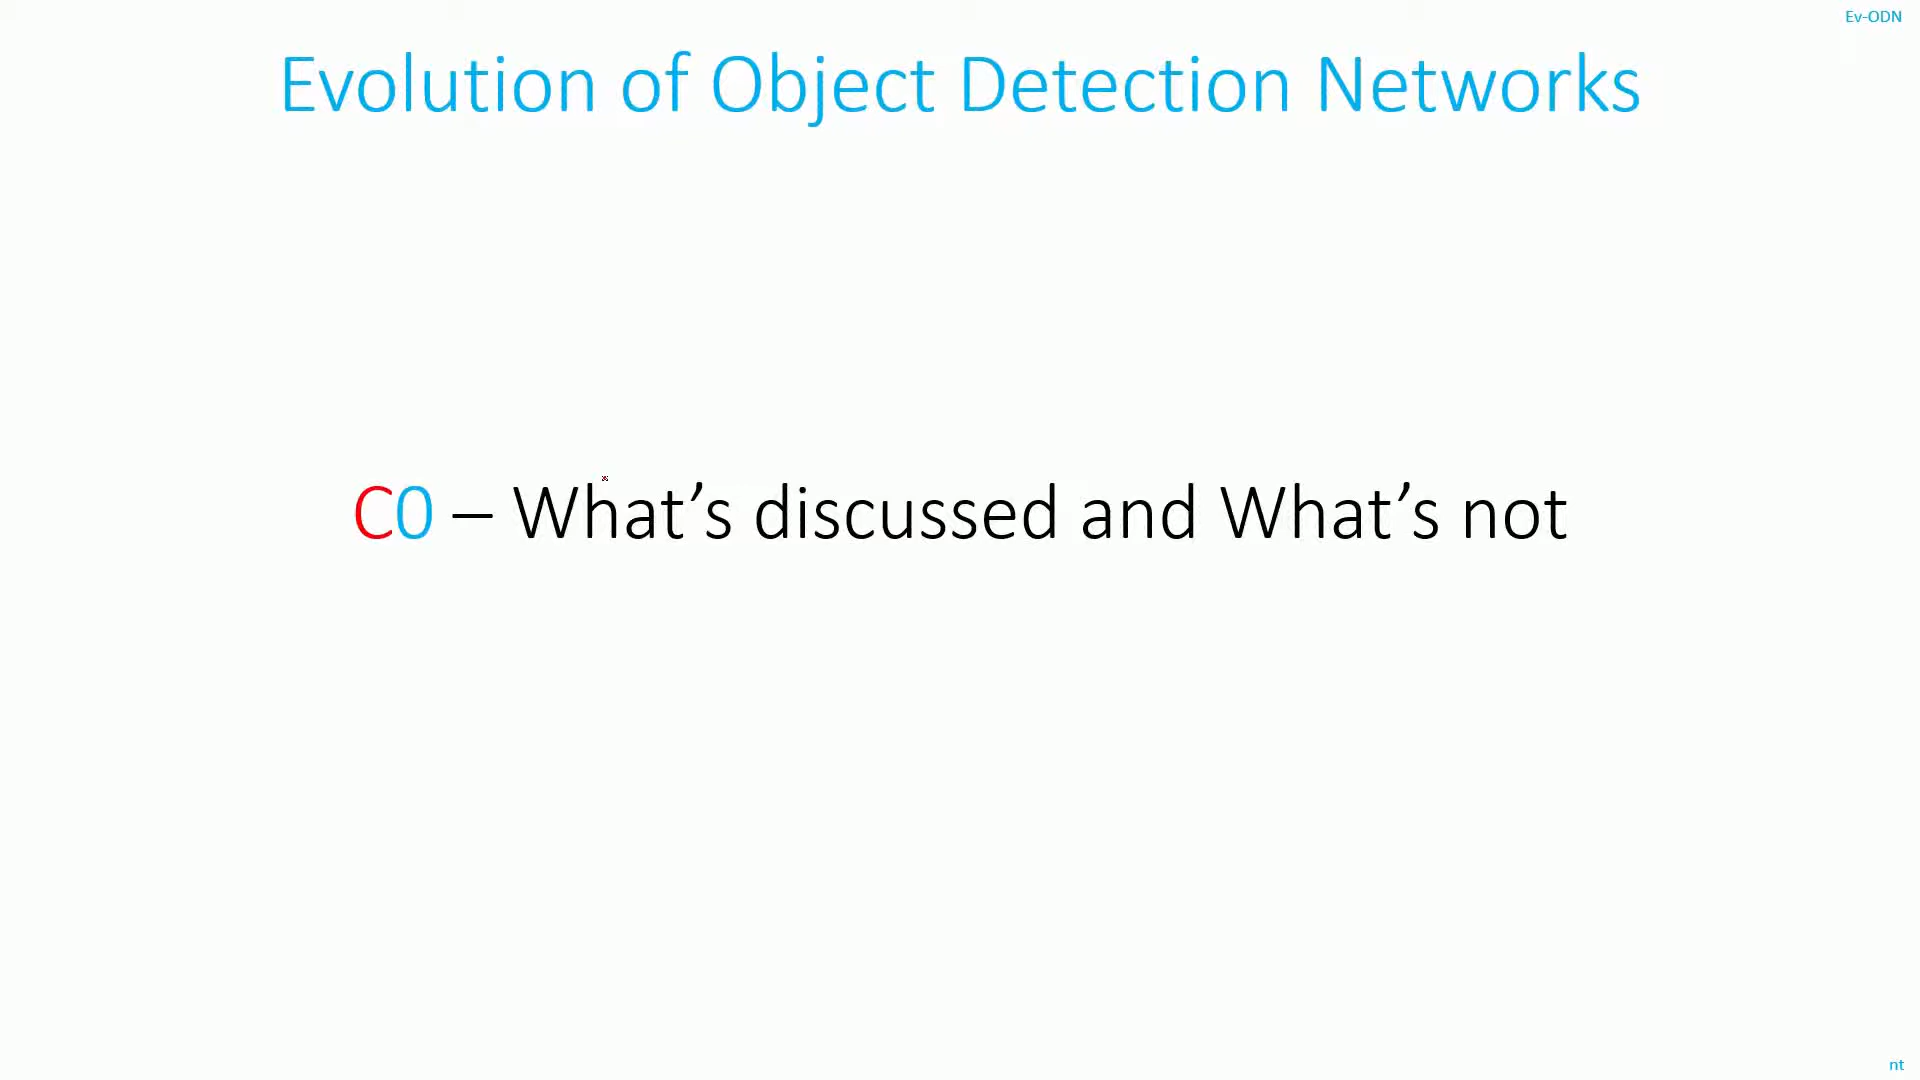 Ev-ODN
Evolution of Object Detection Networks
C0 – What’s discussed and What’s not
nt